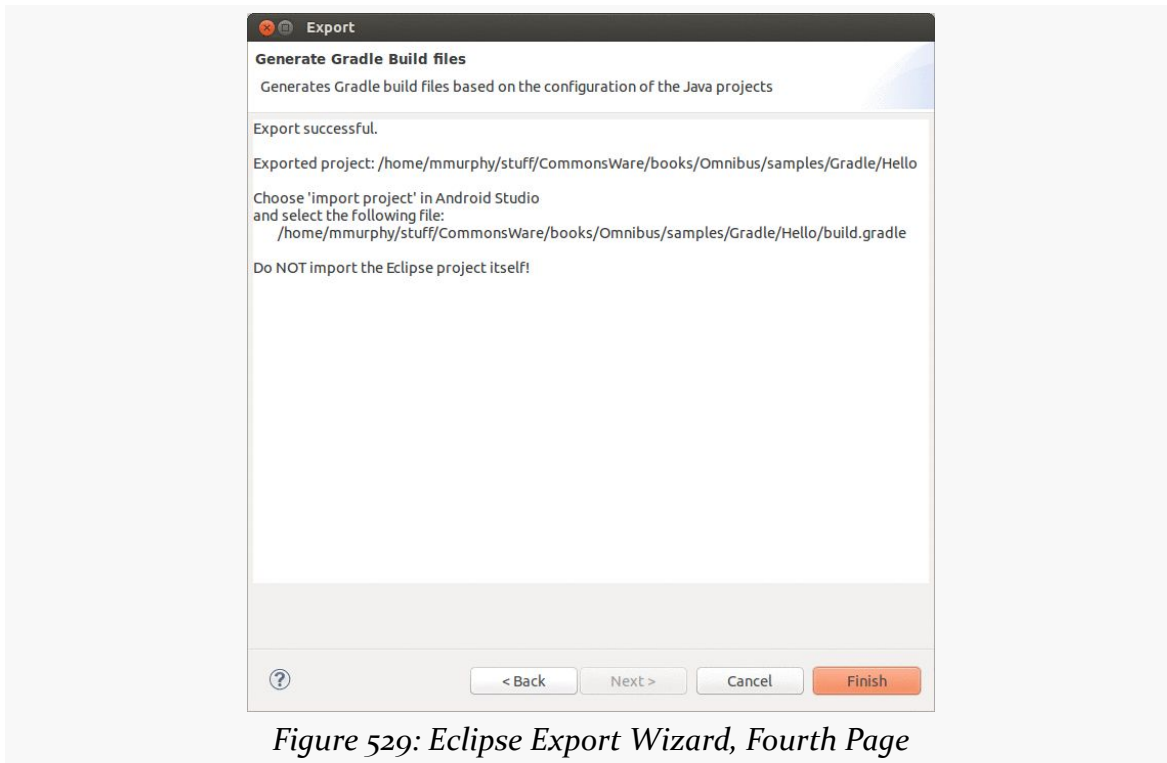 Export
Generate Gradle Build files
Generates Gradle build files based on the configuration of the Java projects
Export successful.
Exported project: /home/mmurphy/stuff/CommonsWare/books/Omnibus/samples/Gradle/Hello
Choose 'import project' in Android Studio
and select the following file:
/home/mmurphy/stuff/CommonsWare/books/Omnibus/samples/Gradle/Hello/build.gradle
Do NOT import the Eclipse project itself!
? < Back Next > Cancel Finish
Figure 529: Eclipse Export Wizard, Fourth Page